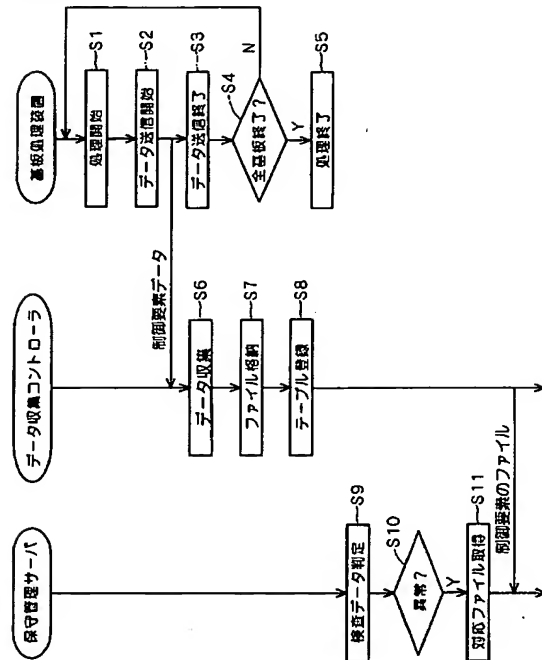 保守管理サーバ
データ収集コントローラ
基板処理装置
処理開始
S1
データ送信開始
S2
データ送信終了
S3
全基板終了?
S4
N
Y
処理終了
S5
制御要素データ
データ収集
S6
ファイル格納
S7
テーブル登録
S8
検査データ判定
S9
異常?
S10
Y
対応ファイル取得
S11
制御要素のファイル